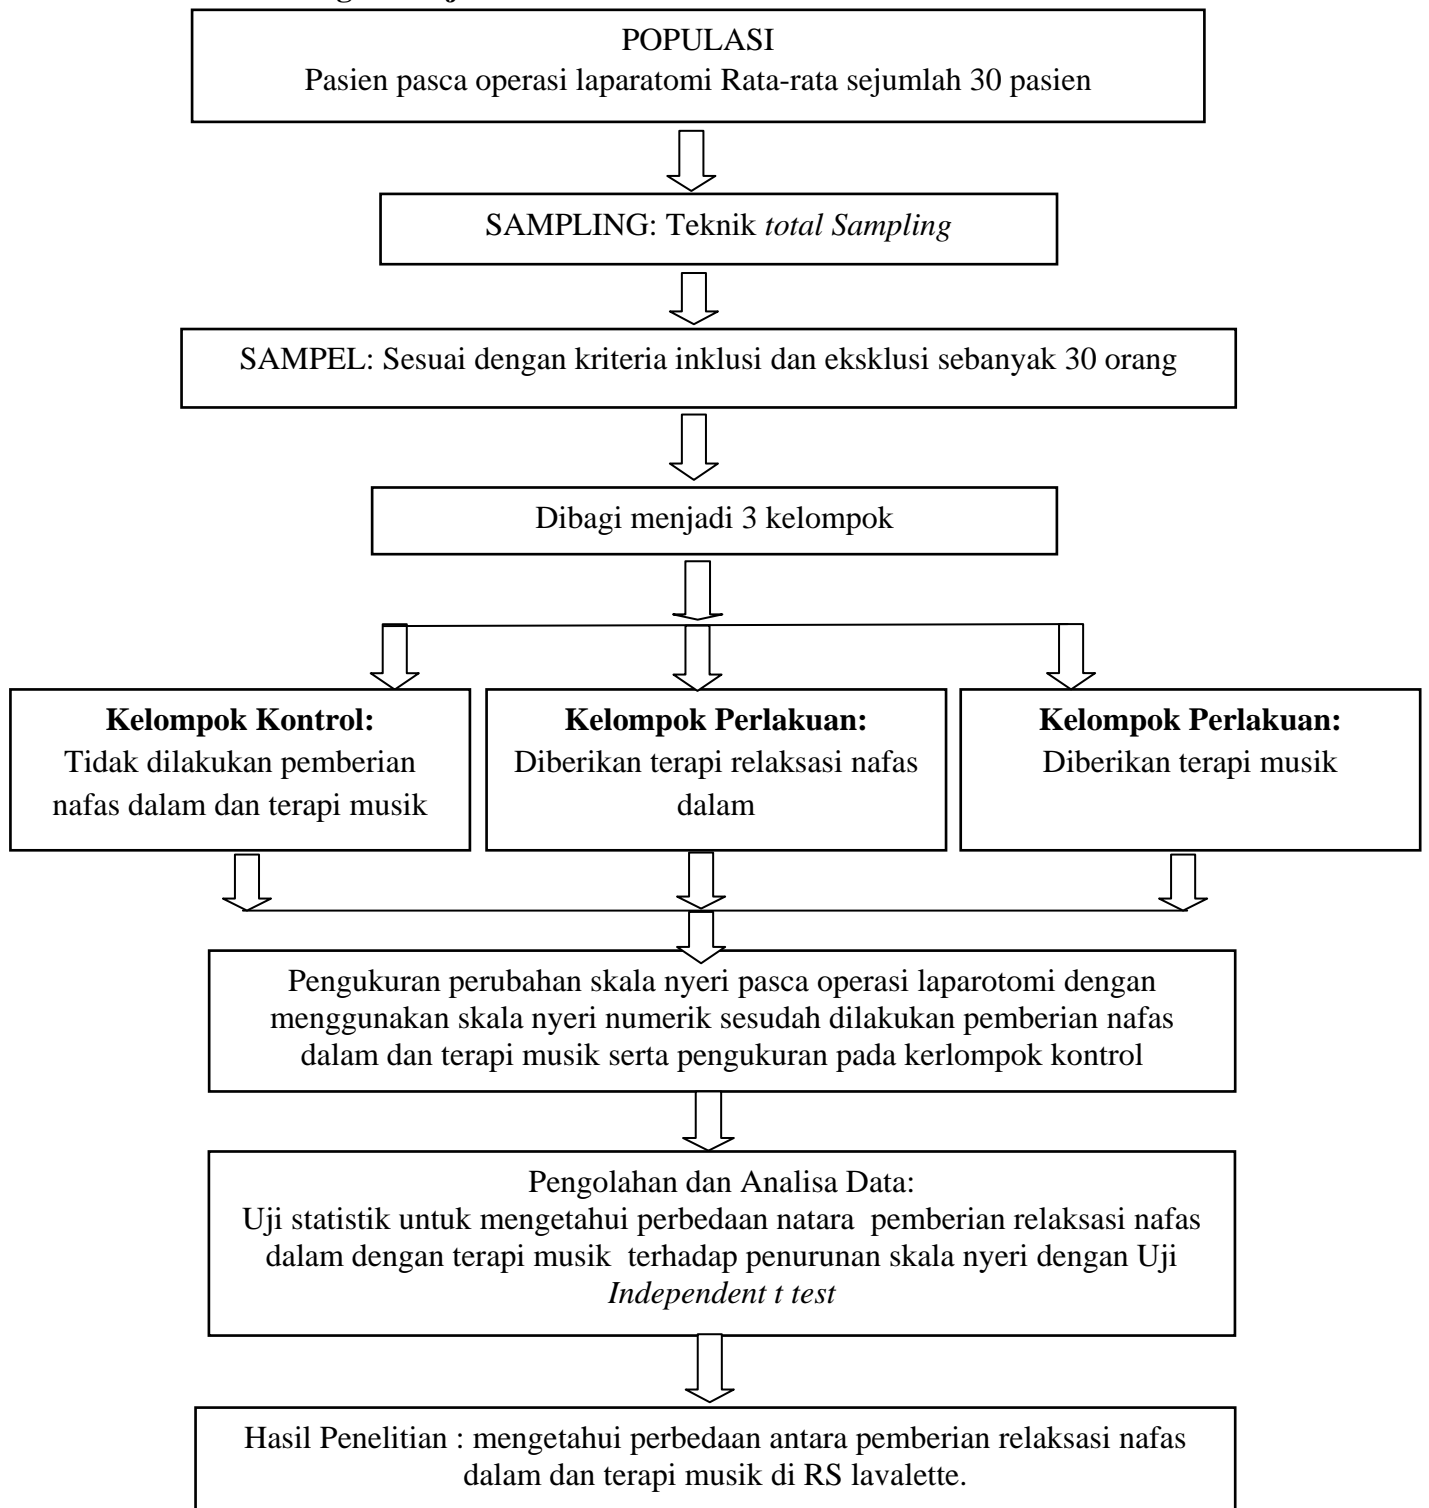 POPULASI
Pasien pasca operasi laparatomi Rata-rata sejumlah 30 pasien
SAMPLING: Teknik total Sampling
SAMPEL: Sesuai dengan kriteria inklusi dan eksklusi sebanyak 30 orang
Dibagi menjadi 3 kelompok
Kelompok Kontrol:
Tidak dilakukan pemberian
nafas dalam dan terapi musik
Kelompok Perlakuan:
Diberikan terapi relaksasi nafas
dalam
Kelompok Perlakuan:
Diberikan terapi musik
Pengukuran perubahan skala nyeri pasca operasi laparotomi dengan
menggunakan skala nyeri numerik sesudah dilakukan pemberian nafas
dalam dan terapi musik serta pengukuran pada kerlompok kontrol
Pengolahan dan Analisa Data:
Uji statistik untuk mengetahui perbedaan natara  pemberian relaksasi nafas
dalam dengan terapi musik  terhadap penurunan skala nyeri dengan Uji
Independent t test
Hasil Penelitian : mengetahui perbedaan antara pemberian relaksasi nafas
dalam dan terapi musik di RS lavalette.